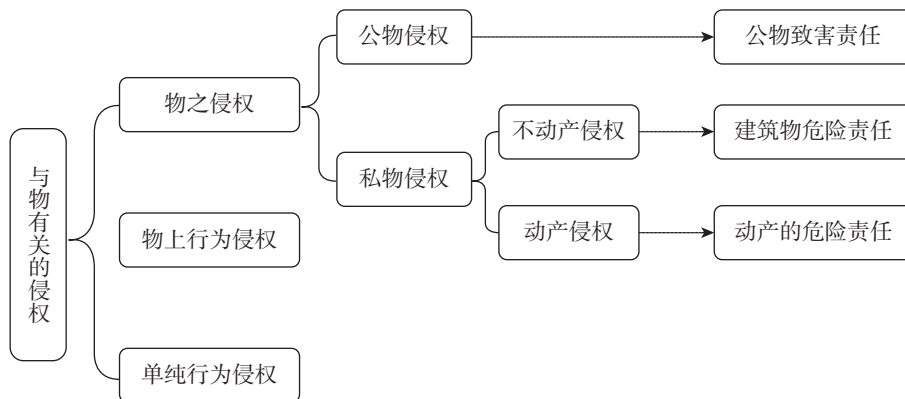 公物侵权
公物致害责任
物之侵权
不动产侵权
建筑物危险责任
与物有关的侵权
私物侵权
物上行为侵权
动产侵权
动产的危险责任
单纯行为侵权